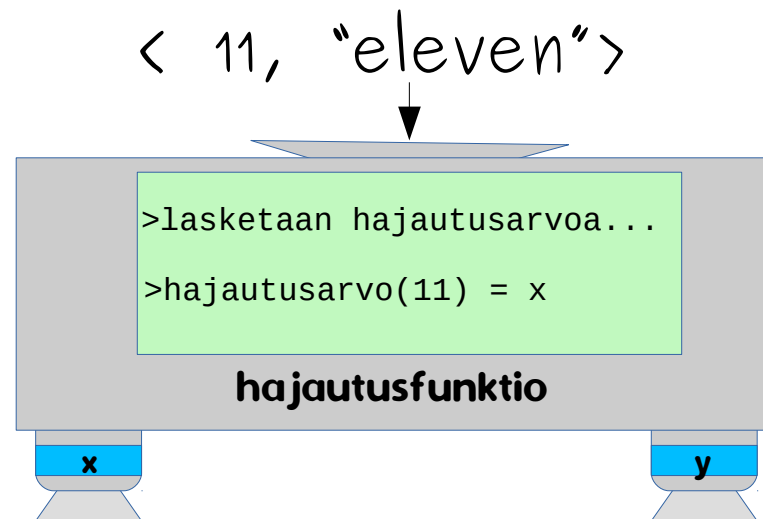 < 11, "eleven">
>lasketaan hajautusarvoa...
>hajautusarvo(11) = x
hajautusfunktio
x
y